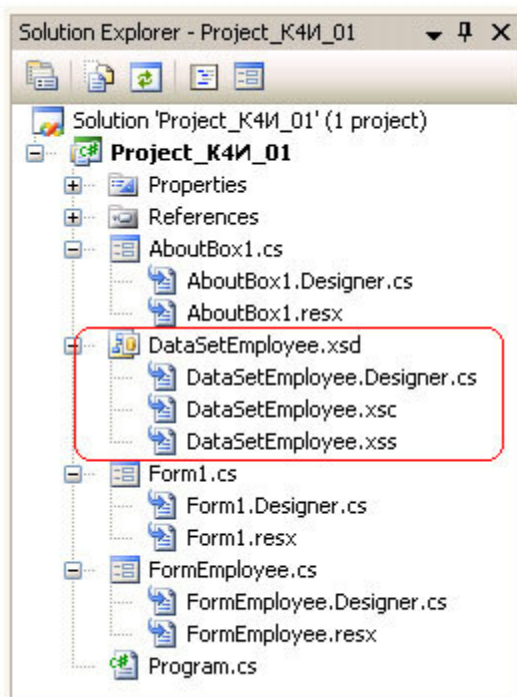 Solution Explorer - Project_К4И_01
Solution 'Project_К4И_01' (1 project)
Project_К4И_01
Properties
References
AboutBox1.cs
AboutBox1.Designer.cs
AboutBox1.resx
DataSetEmployee.xsd
DataSetEmployee.Designer.cs
DataSetEmployee.xsc
DataSetEmployee.xss
Form1.cs
Form1.Designer.cs
Form1.resx
FormEmployee.cs
FormEmployee.Designer.cs
FormEmployee.resx
Program.cs